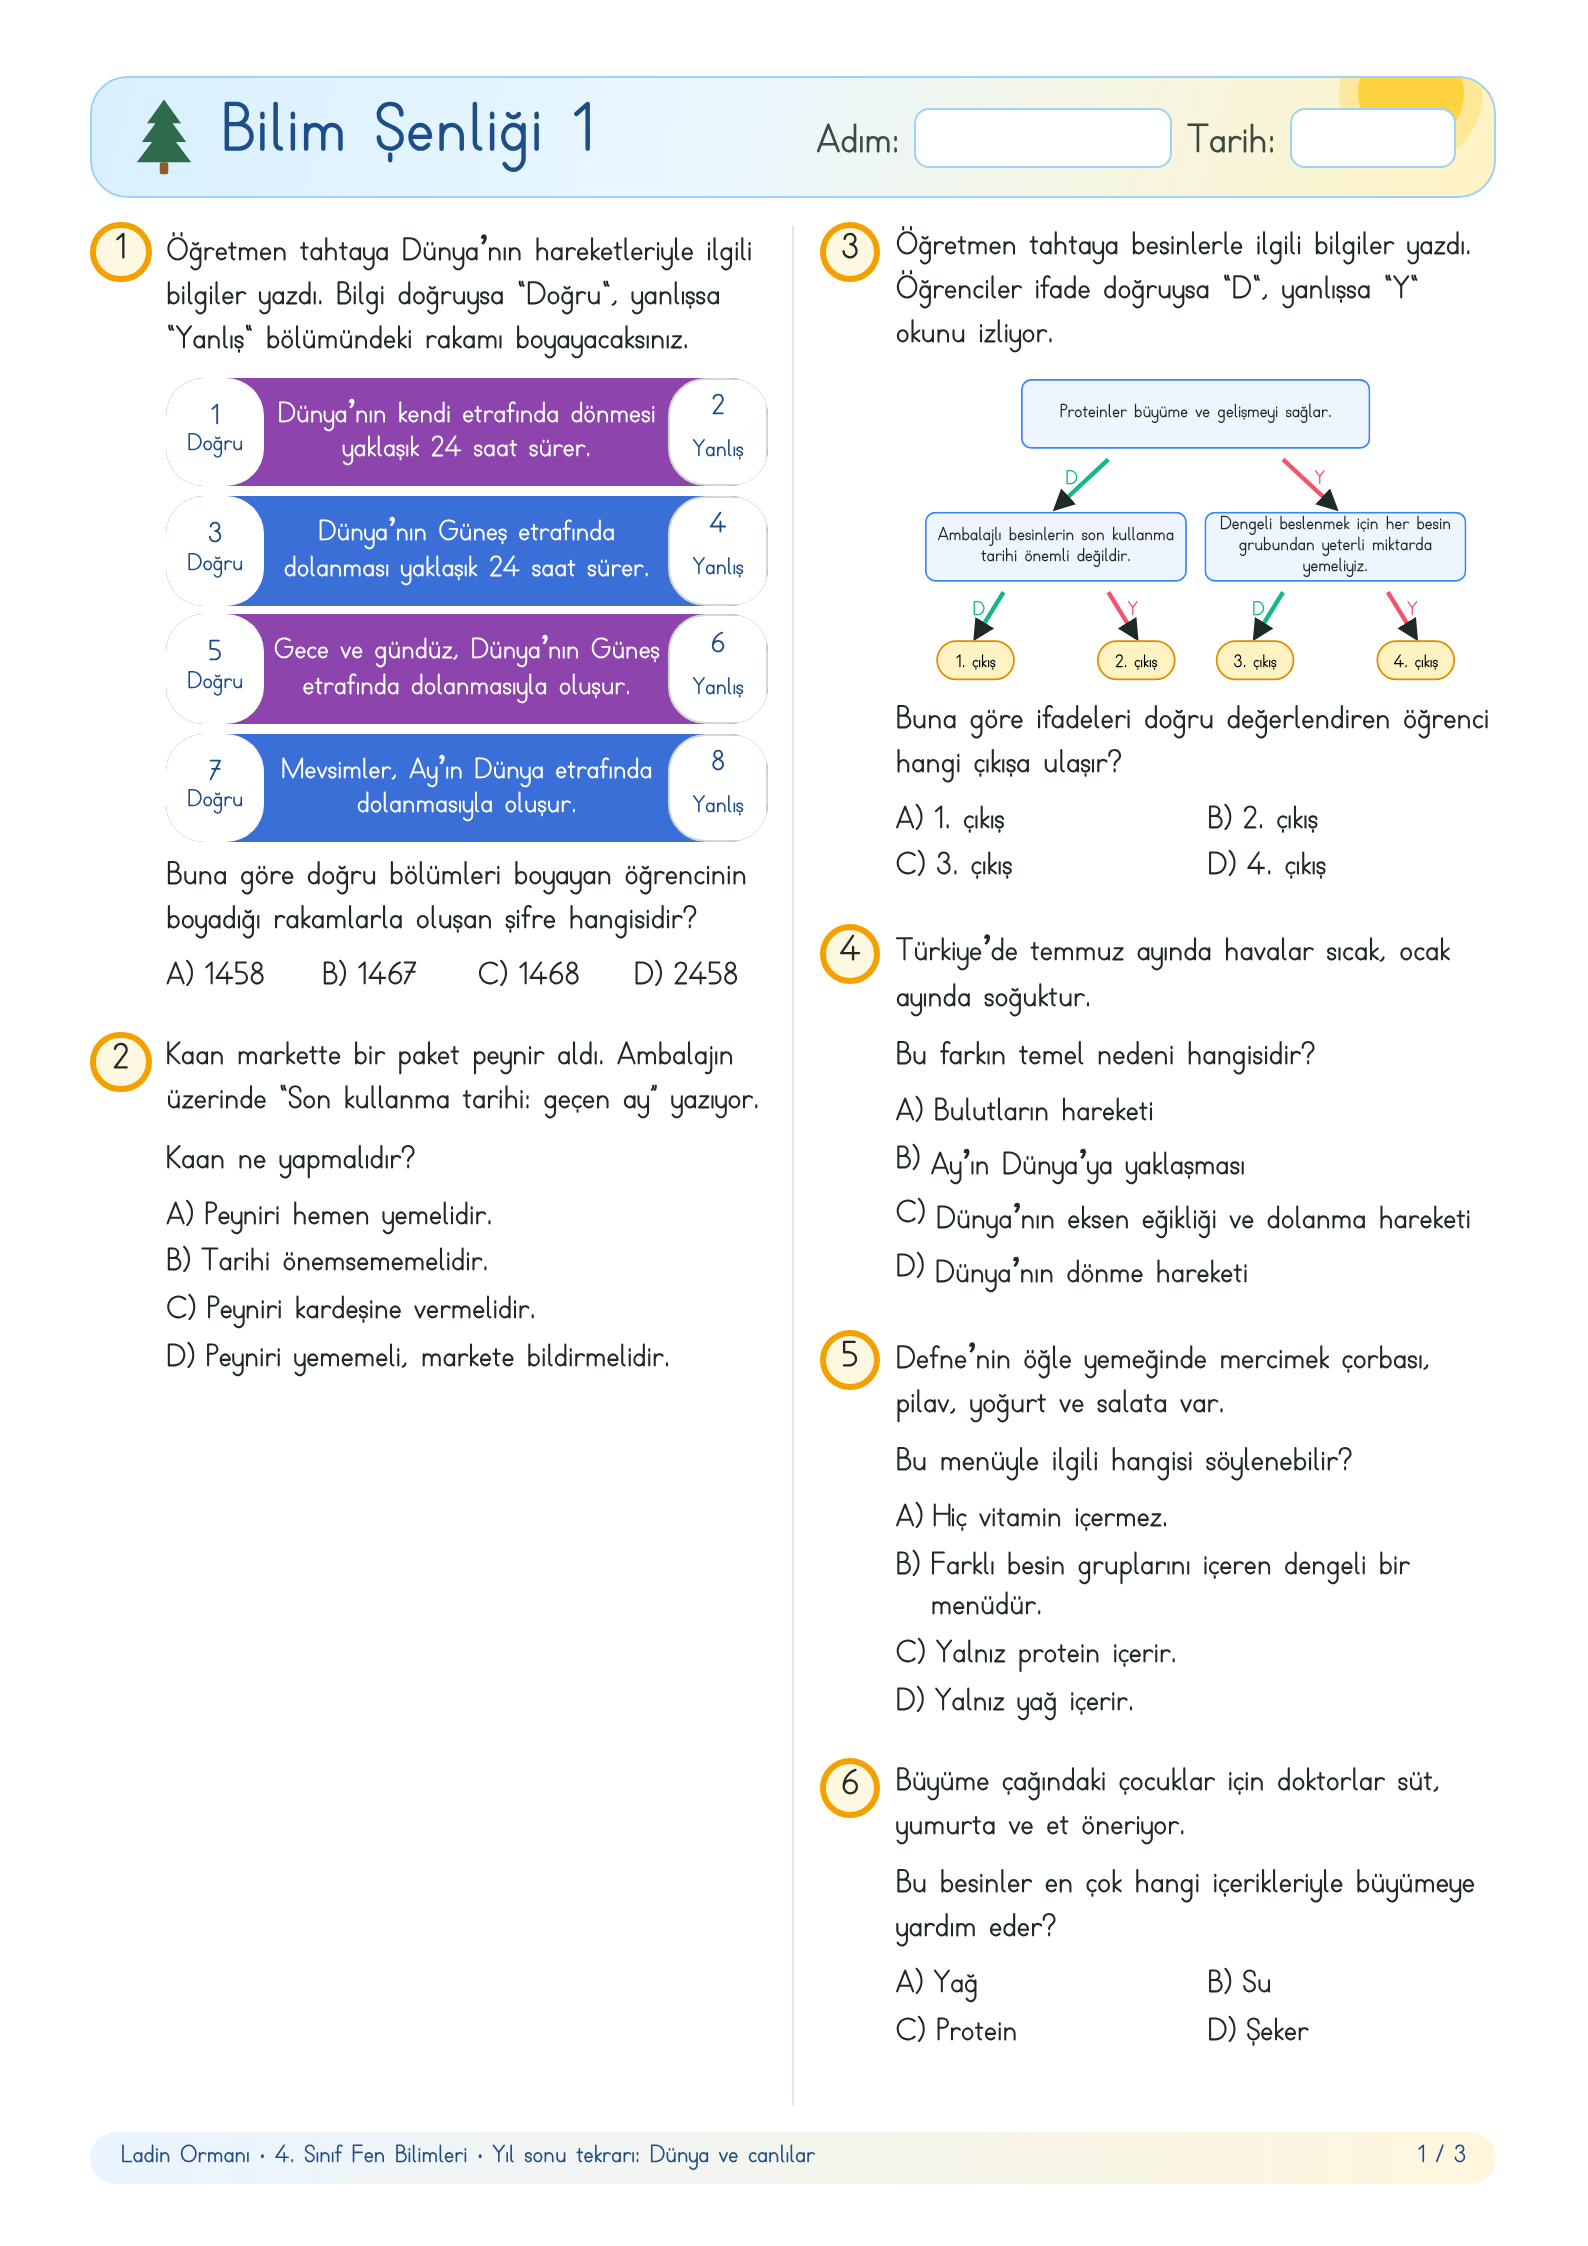 Bilim Şenliği 1
Adım:
Tarih:
1
Öğretmen tahtaya Dünya'nın hareketleriyle ilgili
bilgiler yazdı. Bilgi doğruysa "Doğru", yanlışsa
"Yanlış" bölümündeki rakamı boyayacaksınız.
1
Doğru
Dünya'nın kendi etrafında dönmesi
yaklaşık 24 saat sürer.
2
Yanlış
3
Doğru
Dünya'nın Güneş etrafında
dolanması yaklaşık 24 saat sürer.
4
Yanlış
5
Doğru
Gece ve gündüz, Dünya'nın Güneş
etrafında dolanmasıyla oluşur.
6
Yanlış
7
Doğru
Mevsimler, Ay'ın Dünya etrafında
dolanmasıyla oluşur.
8
Yanlış
Buna göre doğru bölümleri boyayan öğrencinin
boyadığı rakamlarla oluşan şifre hangisidir?
A) 1458 B) 1467 C) 1468 D) 2458
2
Kaan markette bir paket peynir aldı. Ambalajın
üzerinde "Son kullanma tarihi: geçen ay" yazıyor.
Kaan ne yapmalıdır?
A) Peyniri hemen yemelidir.
B) Tarihi önemsememelidir.
C) Peyniri kardeşine vermelidir.
D) Peyniri yememeli, markete bildirmelidir.
3
Öğretmen tahtaya besinlerle ilgili bilgiler yazdı.
Öğrenciler ifade doğruysa "D", yanlışsa "Y"
okunu izliyor.
Proteinler büyüme ve gelişmeyi sağlar.
D
Y
Ambalajlı besinlerin son kullanma
tarihi önemli değildir.
Dengeli beslenmek için her besin
grubundan yeterli miktarda
yemeliyiz.
D
Y
D
Y
1. çıkış
2. çıkış
3. çıkış
4. çıkış
Buna göre ifadeleri doğru değerlendiren öğrenci
hangi çıkışa ulaşır?
A) 1. çıkış B) 2. çıkış
C) 3. çıkış D) 4. çıkış
4
Türkiye'de temmuz ayında havalar sıcak, ocak
ayında soğuktur.
Bu farkın temel nedeni hangisidir?
A) Bulutların hareketi
B) Ay'ın Dünya'ya yaklaşması
C) Dünya'nın eksen eğikliği ve dolanma hareketi
D) Dünya'nın dönme hareketi
5
Defne'nin öğle yemeğinde mercimek çorbası,
pilav, yoğurt ve salata var.
Bu menüyle ilgili hangisi söylenebilir?
A) Hiç vitamin içermez.
B) Farklı besin gruplarını içeren dengeli bir
menüdür.
C) Yalnız protein içerir.
D) Yalnız yağ içerir.
6
Büyüme çağındaki çocuklar için doktorlar süt,
yumurta ve et öneriyor.
Bu besinler en çok hangi içerikleriyle büyümeye
yardım eder?
A) Yağ B) Su
C) Protein D) Şeker
Ladin Ormanı • 4. Sınıf Fen Bilimleri • Yıl sonu tekrarı: Dünya ve canlılar
1 / 3